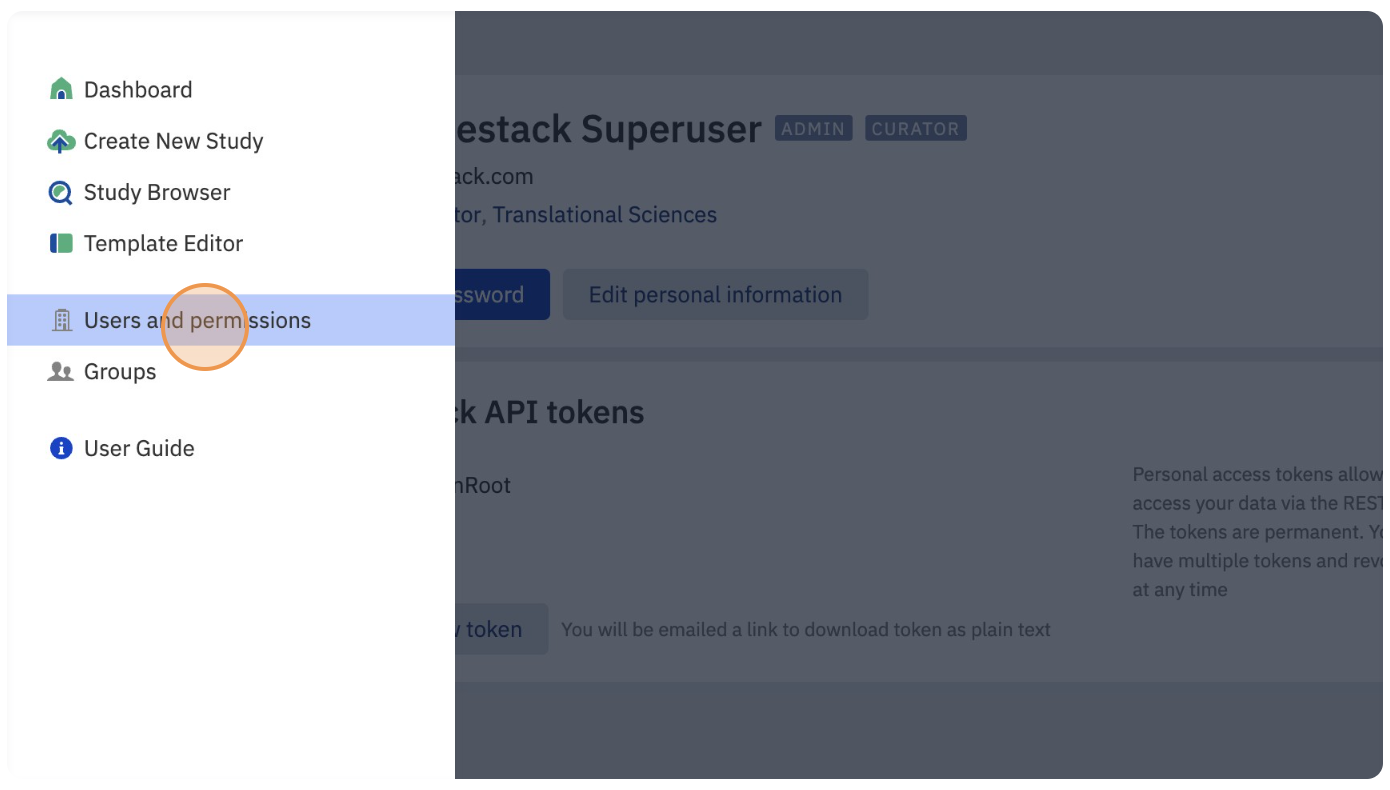 Dashboard
Create New Study
Study Browser
Template Editor
Users and permissions
Groups
User Guide
estack Superuser ADMIN CURATOR
ack.com
tor, Translational Sciences
ssword Edit personal information
ck API tokens
nRoot
Personal access tokens allow
access your data via the REST
The tokens are permanent. Yo
have multiple tokens and revo
at any time
w token You will be emailed a link to download token as plain text